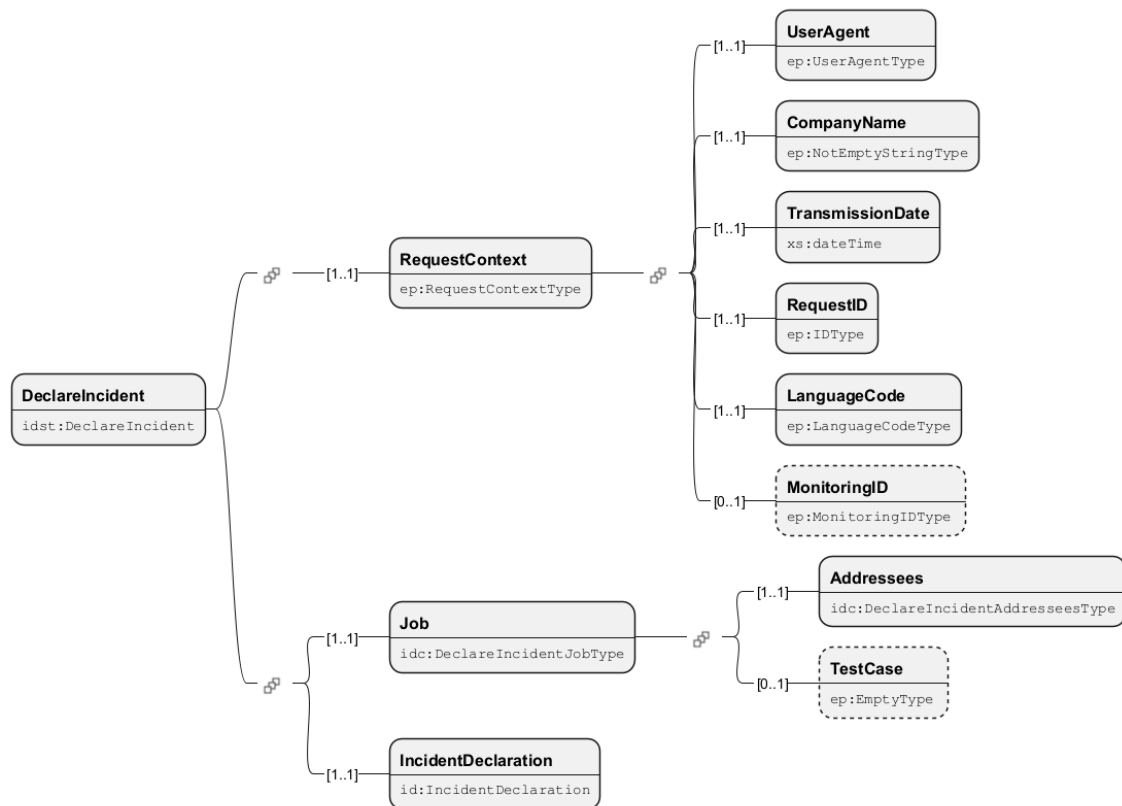 UserAgent
[1..1]
ep:UserAgentType
CompanyName
[1..1]
ep:NotEmptyStringType
TransmissionDate
[1..1]
xs:dateTime
RequestContext
[1..1]
ep:RequestContextType
RequestID
[1..1]
ep:IDType
DeclareIncident
idst:DeclareIncident
LanguageCode
[1..1]
ep:LanguageCodeType
MonitoringID
[0..1]
ep:MonitoringIDType
Addressees
[1..1]
idc:DeclareIncidentAddresseesType
Job
[1..1]
idc:DeclareIncidentJobType
TestCase
[0..1]
ep:EmptyType
IncidentDeclaration
[1..1]
id:IncidentDeclaration